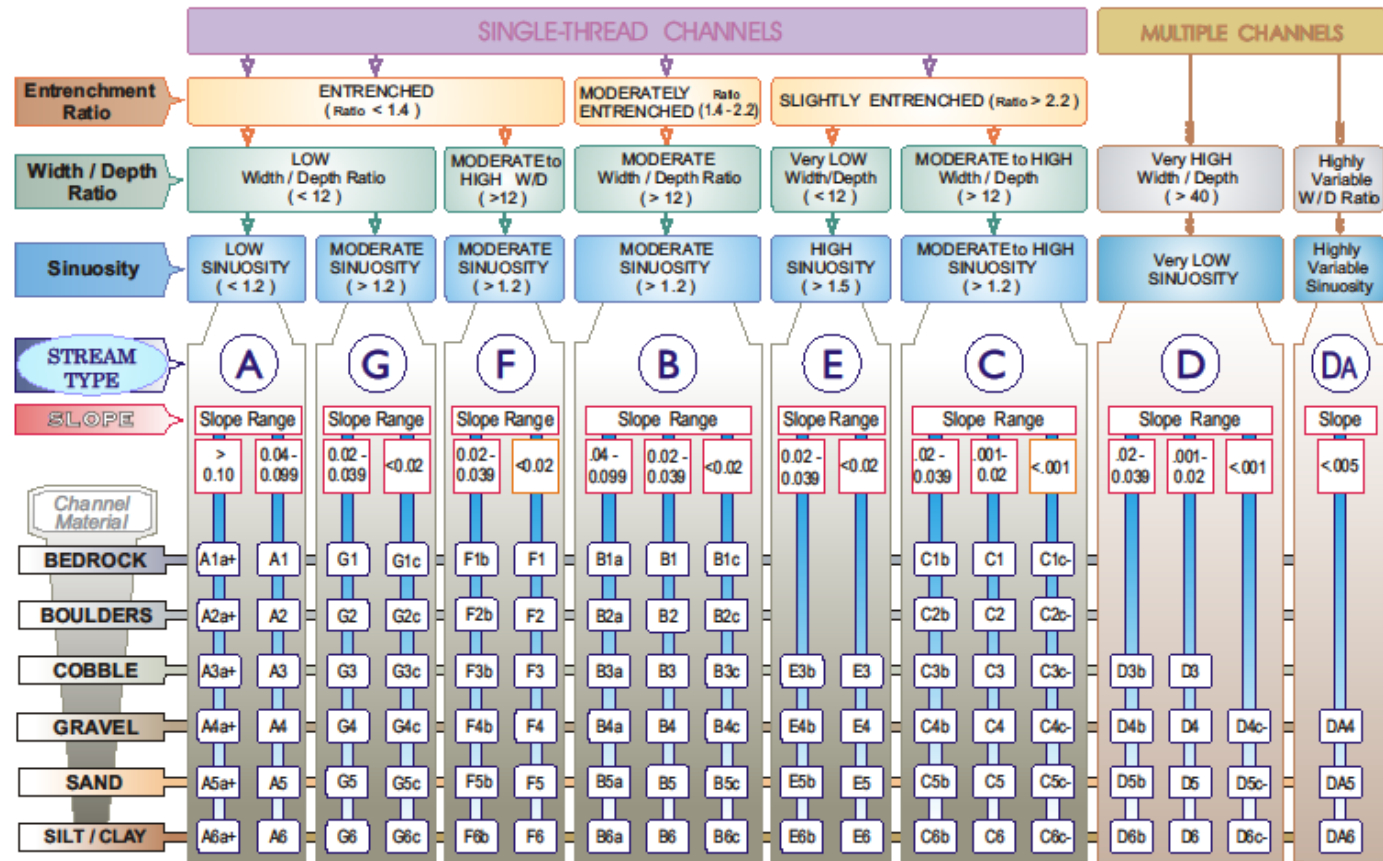 SINGLE-THREAD CHANNELS
MULTIPLE CHANNELS
Entrenchment
Ratio
ENTRENCHED
( Ratio < 1.4 )
MODERATELY Ratio
ENTRENCHED (1.4 - 2.2)
SLIGHTLY ENTRENCHED (Ratio > 2.2 )
Width / Depth
Ratio
LOW
Width / Depth Ratio
( < 12 )
MODERATE to
HIGH W/D
( >12 )
MODERATE
Width / Depth Ratio
( > 12 )
Very LOW
Width/Depth
( < 12 )
MODERATE to HIGH
Width / Depth
( > 12 )
Very HIGH
Width / Depth
( > 40 )
Highly
Variable
W / D Ratio
Sinuosity
LOW
SINUOSITY
( < 1.2 )
MODERATE
SINUOSITY
( > 1.2 )
MODERATE
SINUOSITY
( > 1.2 )
MODERATE
SINUOSITY
( > 1.2 )
HIGH
SINUOSITY
( > 1.5 )
MODERATE to HIGH
SINUOSITY
( > 1.2 )
Very LOW
SINUOSITY
Highly
Variable
Sinuosity
STREAM
TYPE
A G F B E C D DA
SLOPE
Slope Range Slope Range Slope Range Slope Range Slope Range Slope Range Slope Range Slope
>
0.10
0.04 -
0.099
0.02 -
0.039
<0.02
0.02 -
0.039
<0.02
.04 -
0.099
0.02 -
0.039
<0.02
0.02 -
0.039
<0.02
.02 -
0.039
.001-
0.02
<.001
.02 -
0.039
.001-
0.02
<.001
<.005
Channel
Material
BEDROCK A1a+ A1 G1 G1c F1b F1 B1a B1 B1c C1b C1 C1c-
BOULDERS A2a+ A2 G2 G2c F2b F2 B2a B2 B2c C2b C2 C2c-
COBBLE A3a+ A3 G3 G3c F3b F3 B3a B3 B3c E3b E3 C3b C3 C3c- D3b D3
GRAVEL A4a+ A4 G4 G4c F4b F4 B4a B4 B4c E4b E4 C4b C4 C4c- D4b D4 D4c- DA4
SAND A5a+ A5 G5 G5c F5b F5 B5a B5 B5c E5b E5 C5b C5 C5c- D5b D5 D5c- DA5
SILT / CLAY A6a+ A6 G6 G6c F6b F6 B6a B6 B6c E6b E6 C6b C6 C6c- D6b D6 D6c- DA6